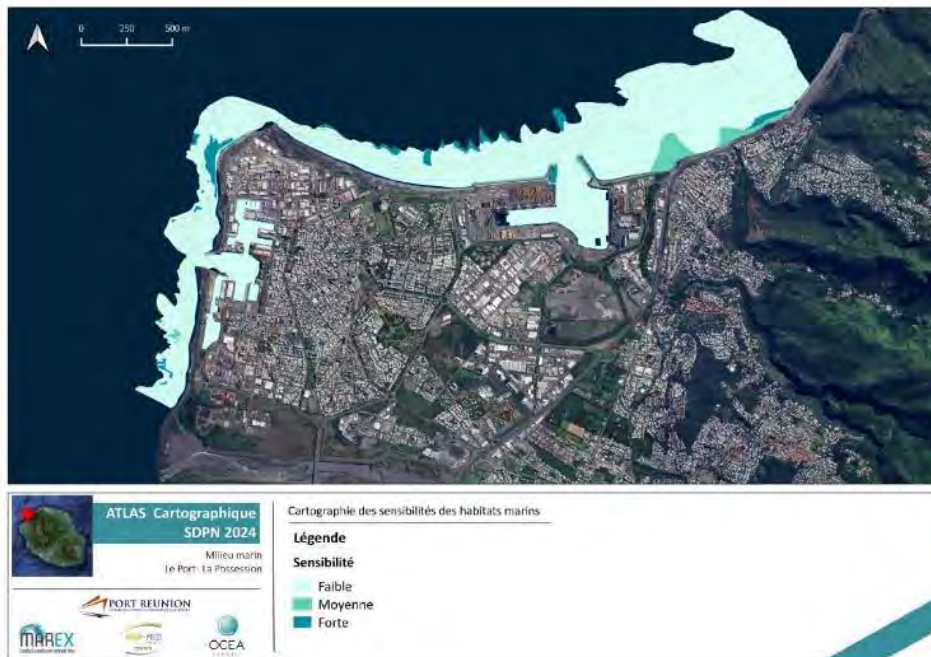 0 250 500 m
ATLAS Cartographique
SDPN 2024
Milieu marin
Le Port- La Possession
PORT REUNION
MAREX
OCEA
Cartographie des sensibilités des habitats marins
Légende
Sensibilité
Faible
Moyenne
Forte